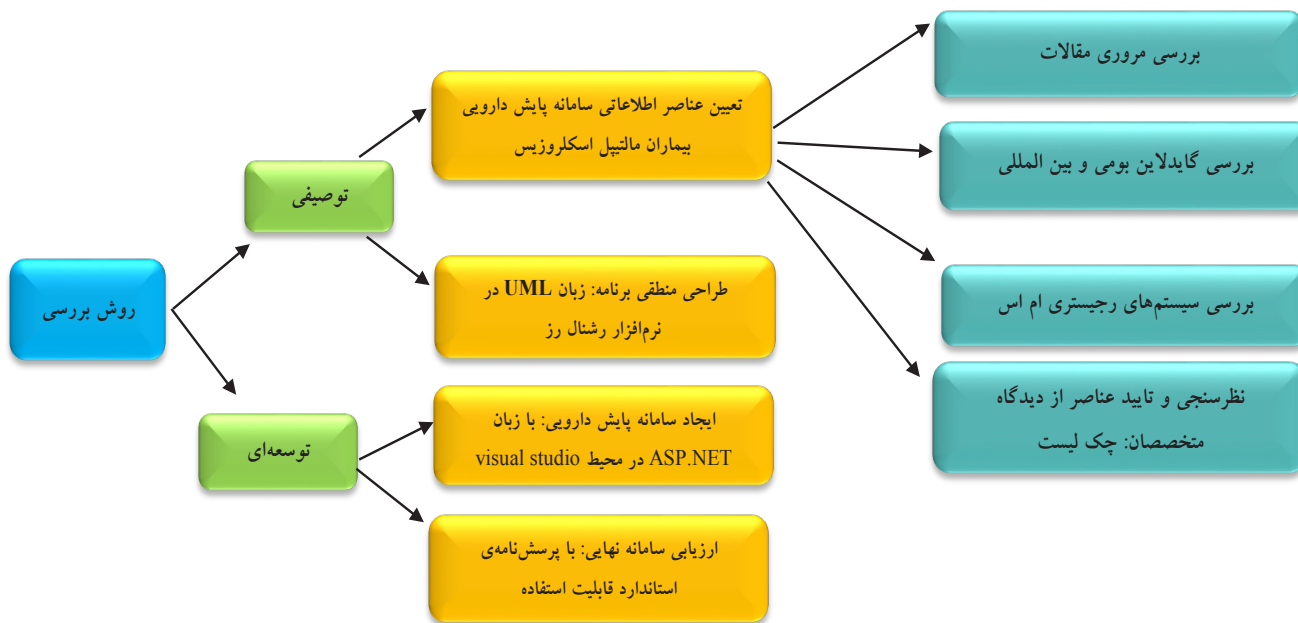 روش بررسی
توصیفی
توسعه‌ای
تعیین عناصر اطلاعاتی سامانه پایش دارویی
بیماران مالتیپل اسکلروزیس
طراحی منطقی برنامه: زبان UML در
نرم‌افزار رشنال رز
ایجاد سامانه پایش دارویی: با زبان
ASP.NET در محیط visual studio
ارزیابی سامانه نهایی: با پرسش‌نامه‌ی
استاندارد قابلیت استفاده
بررسی مروری مقالات
بررسی گایدلاین بومی و بین المللی
بررسی سیستم‌های رجیستری ام اس
نظرسنجی و تایید عناصر از دیدگاه
متخصصان: چک لیست